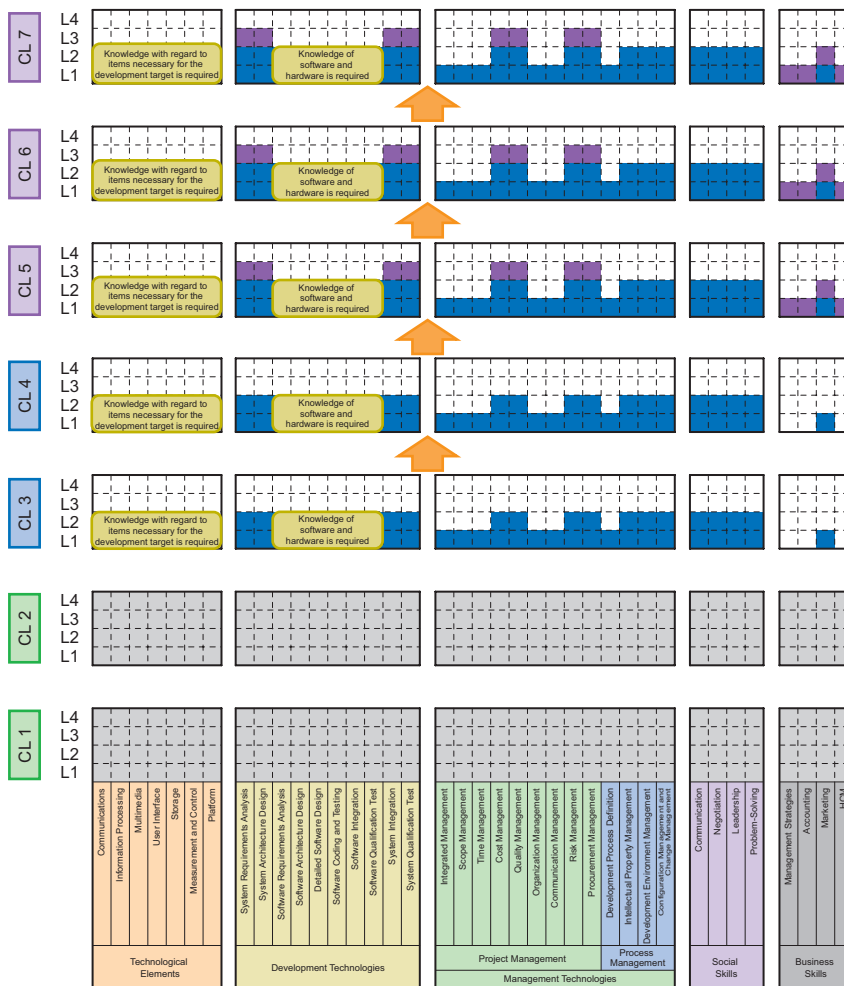 CL 7
L4
L3
L2
L1
Knowledge with regard to
items necessary for the
development target is required
Knowledge of
software and
hardware is required
CL 6
L4
L3
L2
L1
Knowledge with regard to
items necessary for the
development target is required
Knowledge of
software and
hardware is required
CL 5
L4
L3
L2
L1
Knowledge with regard to
items necessary for the
development target is required
Knowledge of
software and
hardware is required
CL 4
L4
L3
L2
L1
Knowledge with regard to
items necessary for the
development target is required
Knowledge of
software and
hardware is required
CL 3
L4
L3
L2
L1
Knowledge with regard to
items necessary for the
development target is required
Knowledge of
software and
hardware is required
CL 2
L4
L3
L2
L1
CL 1
L4
L3
L2
L1
Communications
Information Processing
Multimedia
User Interface
Storage
Measurement and Control
Platform
System Requirements Analysis
System Architecture Design
Software Requirements Analysis
Software Architecture Design
Detailed Software Design
Software Coding and Testing
Software Integration
Software Qualification Test
System Integration
System Qualification Test
Integrated Management
Scope Management
Time Management
Cost Management
Quality Management
Organization Management
Communication Management
Risk Management
Procurement Management
Development Process Definition
Intellectual Property Management
Development Environment Management
Configuration Management and
Change Management
Communication
Negotiation
Leadership
Problem-Solving
Management Strategies
Accounting
Marketing
HCM
Technological
Elements
Development Technologies
Project Management
Process
Management
Management Technologies
Social
Skills
Business
Skills